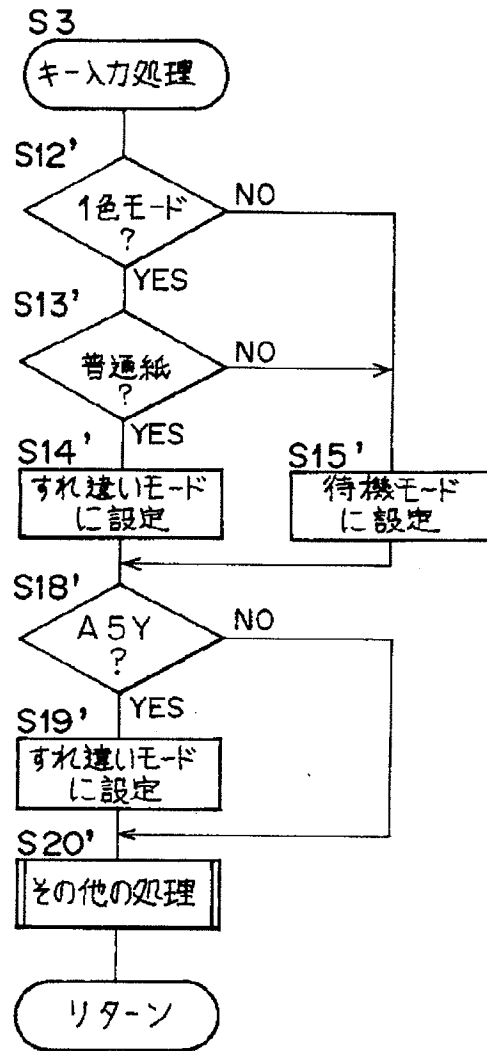 S3
キー入力処理
S12'
1色モード
?
NO
YES
S13'
普通紙
?
NO
YES
S14'
すれ違いモード
に設定
S15'
待機モード
に設定
S18'
A5Y
?
NO
YES
S19'
すれ違いモード
に設定
S20'
その他の処理
リターン